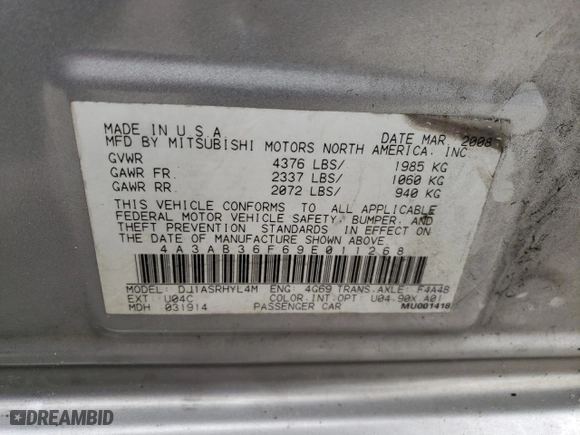 MADE IN U.S.A. DATE MAR 2008
MFD BY MITSUBISHI MOTORS NORTH AMERICA, INC
GVWR 4376 LBS/ 1985 KG
GAWR FR. 2337 LBS/ 1060 KG
GAWR RR. 2072 LBS/ 940 KG
THIS VEHICLE CONFORMS TO ALL APPLICABLE
FEDERAL MOTOR VEHICLE SAFETY, BUMPER, AND
THEFT PREVENTION STANDARDS IN EFFECT ON
THE DATE OF MANUFACTURE SHOWN ABOVE.
4A3AB36F69E011268
MODEL: DJ1ASRHYL4M ENG: 4G69 TRANS.AXLE: F4A4B
EXT: U04C COLOR.INT.OPT: U04-90X A01
MDH: 031914 PASSENGER CAR MU001418
DREAMBID